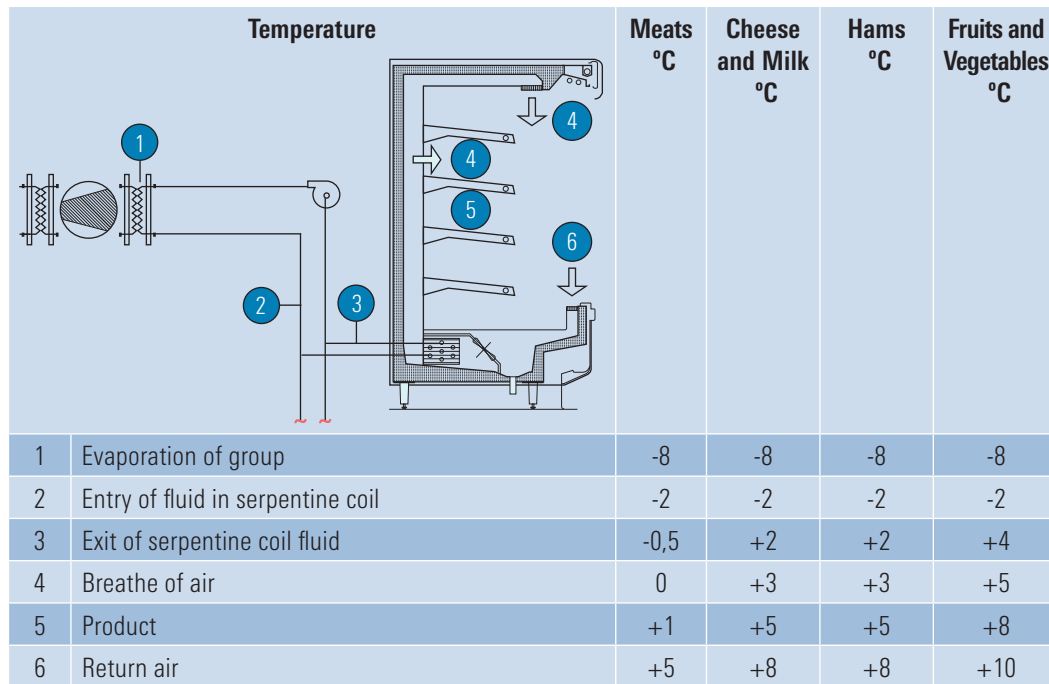 Temperature Meats Cheese Hams Fruits and
ºC and Milk ºC Vegetables
ºC ºC
4
1
4
5
6
2
3
1 Evaporation of group -8 -8 -8 -8
2 Entry of fluid in serpentine coil -2 -2 -2 -2
3 Exit of serpentine coil fluid -0,5 +2 +2 +4
4 Breathe of air 0 +3 +3 +5
5 Product +1 +5 +5 +8
6 Return air +5 +8 +8 +10